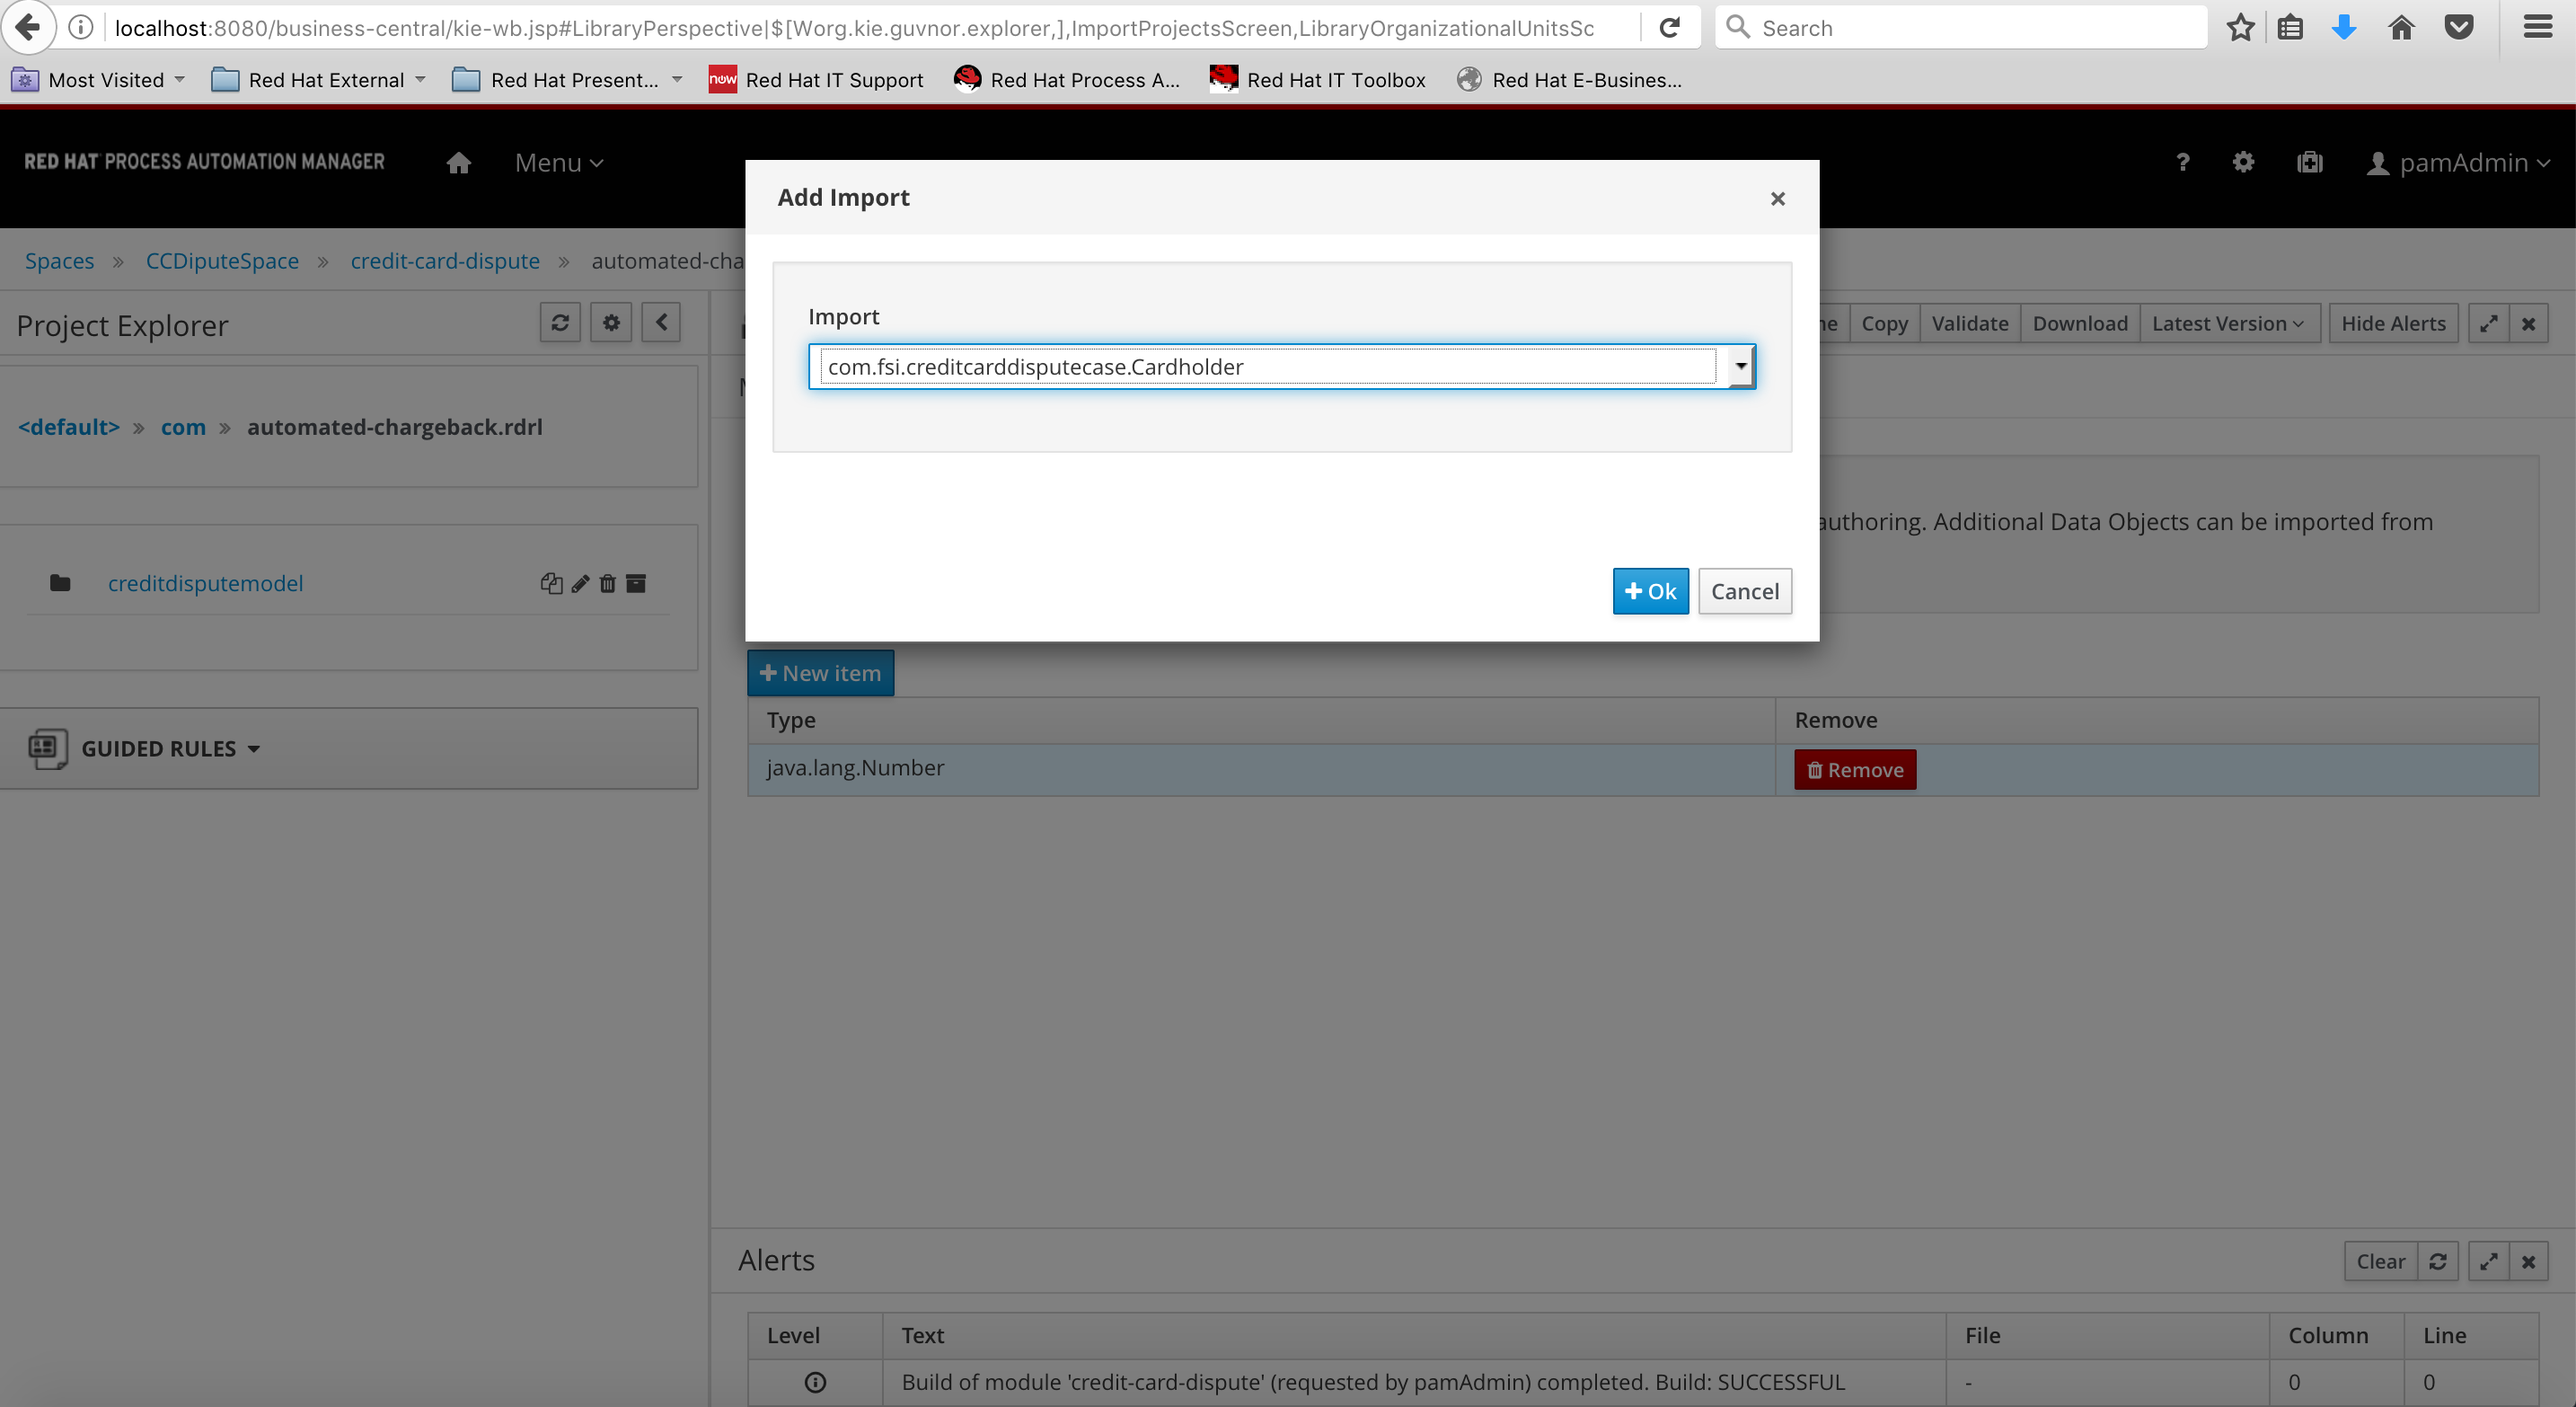 localhost:8080/business-central/kie-wb.jsp#LibraryPerspective|$[Worg.kie.guvnor.explorer,],ImportProjectsScreen,LibraryOrganizationalUnitsSc
Search
Most Visited
Red Hat External
Red Hat Present...
now
Red Hat IT Support
Red Hat Process A...
Red Hat IT Toolbox
Red Hat E-Busines...
RED HAT PROCESS AUTOMATION MANAGER
Menu
?
pamAdmin
Add Import
Spaces » CCDiputeSpace » credit-card-dispute » automated-cha
Project Explorer
Import
com.fsi.creditcarddisputecase.Cardholder
Copy
Validate
Download
Latest Version
Hide Alerts
<default> » com » automated-chargeback.rdrl
authoring. Additional Data Objects can be imported from
creditdisputemodel
Ok
Cancel
New item
GUIDED RULES
Type
Remove
java.lang.Number
Remove
Alerts
Clear
Level
Text
File
Column
Line
Build of module 'credit-card-dispute' (requested by pamAdmin) completed. Build: SUCCESSFUL
-
0
0